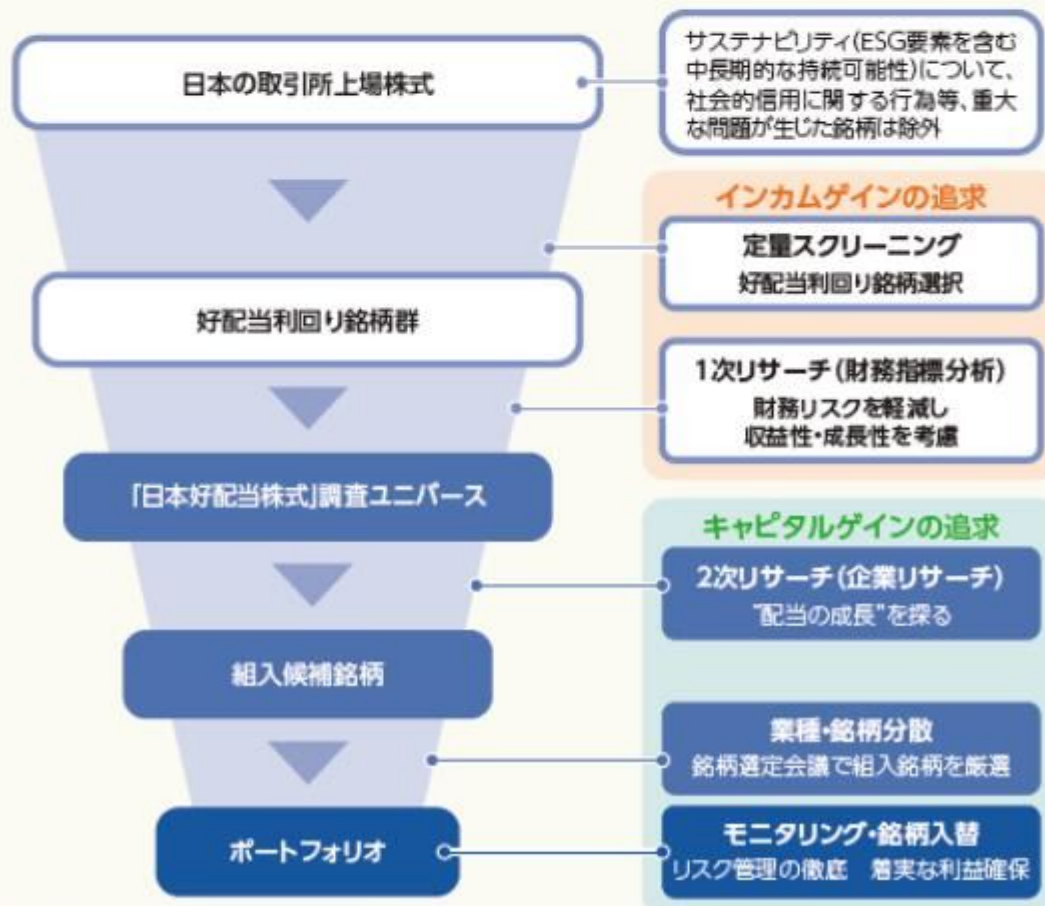 日本の取引所上場株式
サステナビリティ(ESG要素を含む
中長期的な持続可能性)について、
社会的信用に関する行為等、重大
な問題が生じた銘柄は除外
インカムゲインの追求
定量スクリーニング
好配当利回り銘柄選択
好配当利回り銘柄群
1次リサーチ(財務指標分析)
財務リスクを軽減し
収益性・成長性を考慮
「日本好配当株式」調査ユニバース
キャピタルゲインの追求
2次リサーチ(企業リサーチ)
"配当の成長"を探る
組入候補銘柄
業種・銘柄分散
銘柄選定会議で組入銘柄を厳選
ポートフォリオ
モニタリング・銘柄入替
リスク管理の徹底 着実な利益確保